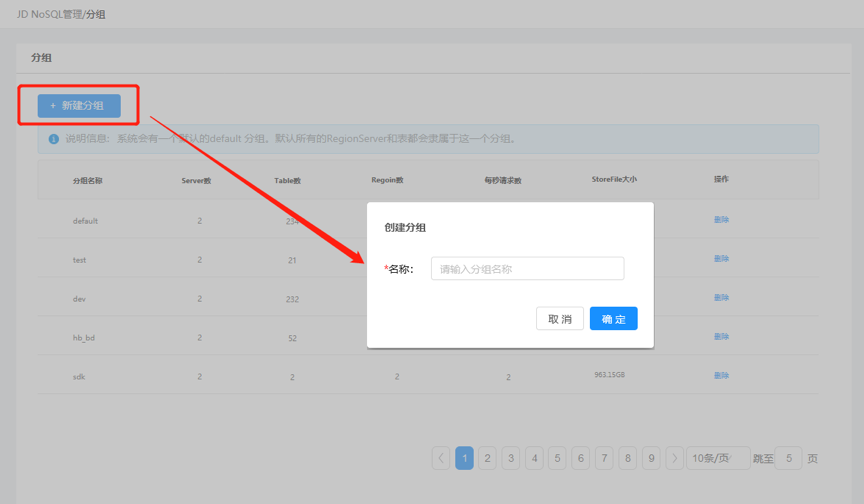 JD NoSQL管理/分组
分组
+ 新建分组
说明信息: 系统会有一个默认的default 分组。默认所有的RegionServer和表都会隶属于这一个分组。
分组名称 Server数 Table数 Regoin数 每秒请求数 StoreFile大小 操作
default 2 234 删除
创建分组
test 2 21 删除
*名称: 请输入分组名称
dev 2 232 删除
取 消 确 定
hb_bd 2 52 删除
sdk 2 2 2 2 963.15GB 删除
< 1 2 3 4 5 6 7 8 9 > 10条/页 跳至 5 页